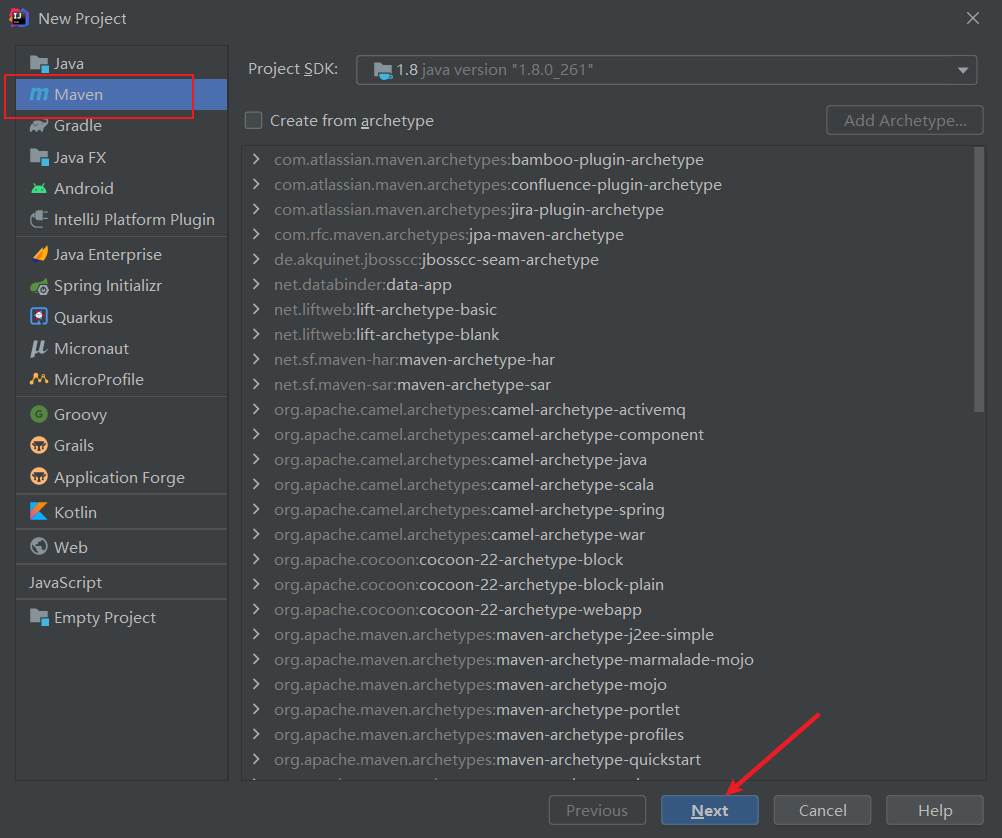 New Project
Java
Maven
Gradle
Java FX
Android
IntelliJ Platform Plugin
Java Enterprise
Spring Initializr
Quarkus
Micronaut
MicroProfile
Groovy
Grails
Application Forge
Kotlin
Web
JavaScript
Empty Project
Project SDK: 1.8 java version "1.8.0_261"
Create from archetype Add Archetype...
com.atlassian.maven.archetypes:bamboo-plugin-archetype
com.atlassian.maven.archetypes:confluence-plugin-archetype
com.atlassian.maven.archetypes:jira-plugin-archetype
com.rfc.maven.archetypes:jpa-maven-archetype
de.akquinet.jbosscc:jbosscc-seam-archetype
net.databinder:data-app
net.liftweb:lift-archetype-basic
net.liftweb:lift-archetype-blank
net.sf.maven-har:maven-archetype-har
net.sf.maven-sar:maven-archetype-sar
org.apache.camel.archetypes:camel-archetype-activemq
org.apache.camel.archetypes:camel-archetype-component
org.apache.camel.archetypes:camel-archetype-java
org.apache.camel.archetypes:camel-archetype-scala
org.apache.camel.archetypes:camel-archetype-spring
org.apache.camel.archetypes:camel-archetype-war
org.apache.cocoon:cocoon-22-archetype-block
org.apache.cocoon:cocoon-22-archetype-block-plain
org.apache.cocoon:cocoon-22-archetype-webapp
org.apache.maven.archetypes:maven-archetype-j2ee-simple
org.apache.maven.archetypes:maven-archetype-marmalade-mojo
org.apache.maven.archetypes:maven-archetype-mojo
org.apache.maven.archetypes:maven-archetype-portlet
org.apache.maven.archetypes:maven-archetype-profiles
org.apache.maven.archetypes:maven-archetype-quickstart
Previous Next Cancel Help